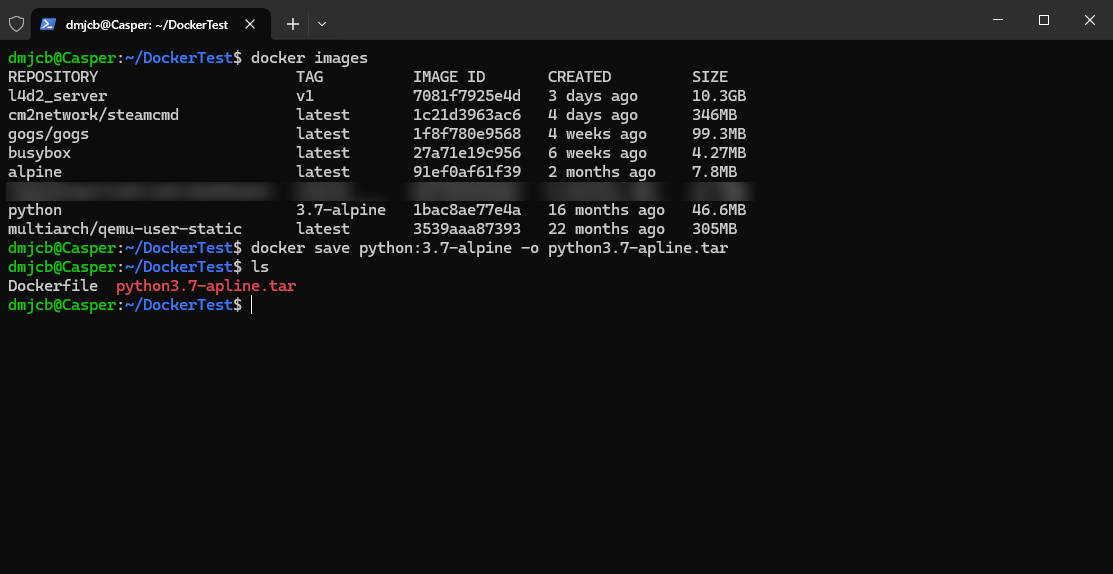 dmjcb@Casper: ~/DockerTest
dmjcb@Casper:~/DockerTest$ docker images
REPOSITORY TAG IMAGE ID CREATED SIZE
l4d2_server v1 7081f7925e4d 3 days ago 10.3GB
cm2network/steamcmd latest 1c21d3963ac6 4 days ago 346MB
gogs/gogs latest 1f8f780e9568 4 weeks ago 99.3MB
busybox latest 27a71e19c956 6 weeks ago 4.27MB
alpine latest 91ef0af61f39 2 months ago 7.8MB
python 3.7-alpine 1bac8ae77e4a 16 months ago 46.6MB
multiarch/qemu-user-static latest 3539aaa87393 22 months ago 305MB
dmjcb@Casper:~/DockerTest$ docker save python:3.7-alpine -o python3.7-apline.tar
dmjcb@Casper:~/DockerTest$ ls
Dockerfile python3.7-apline.tar
dmjcb@Casper:~/DockerTest$